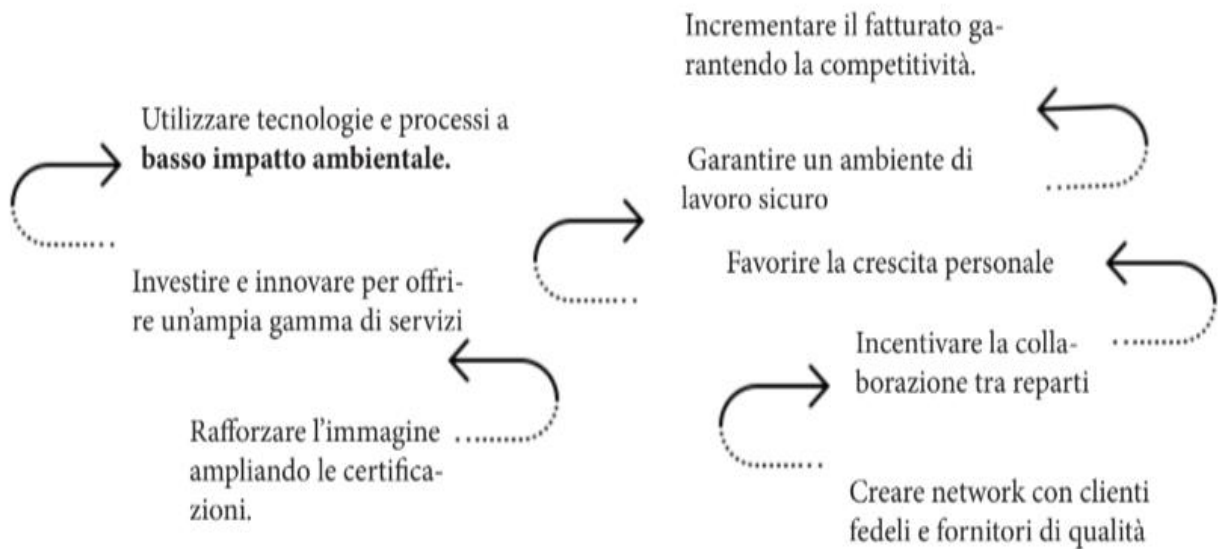 Utilizzare tecnologie e processi a
basso impatto ambientale.
Investire e innovare per offri-
re un'ampia gamma di servizi
Rafforzare l'immagine
ampliando le certifica-
zioni.
Incrementare il fatturato ga-
rantendo la competitività.
Garantire un ambiente di
lavoro sicuro
Favorire la crescita personale
Incentivare la colla-
borazione tra reparti
Creare network con clienti
fedeli e fornitori di qualità